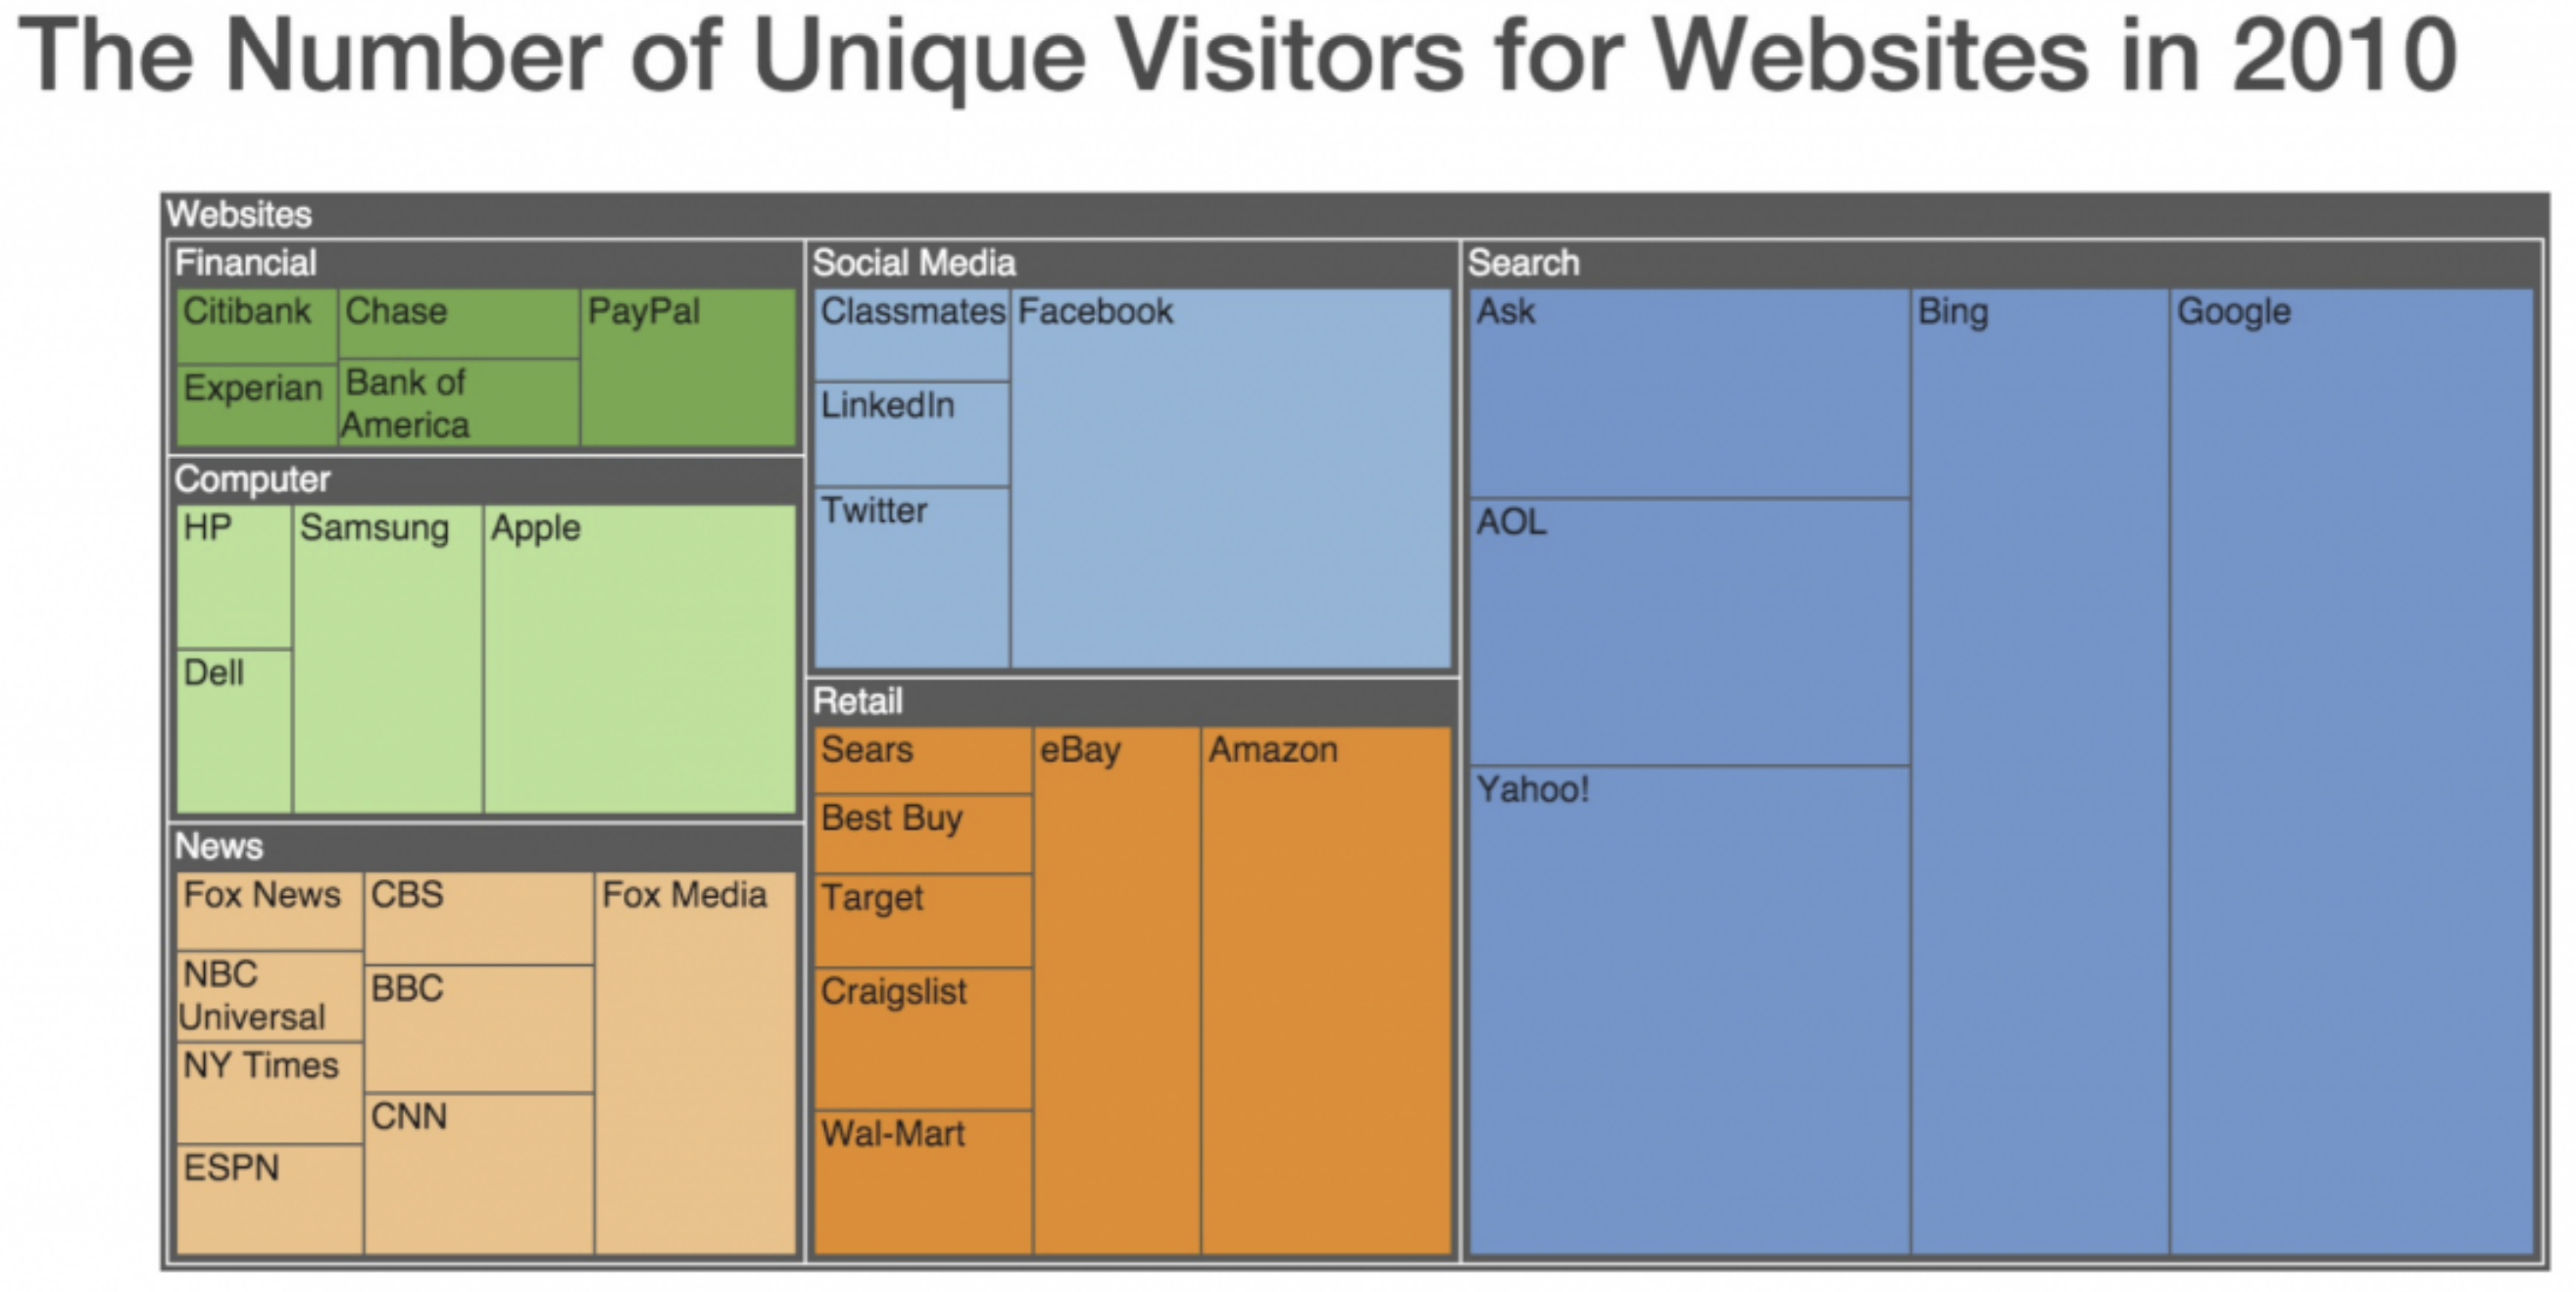 The Number of Unique Visitors for Websites in 2010
Websites
Financial
Citibank
Chase
PayPal
Experian
Bank of
America
Computer
HP
Samsung
Apple
Dell
News
Fox News
CBS
Fox Media
NBC
Universal
BBC
NY Times
CNN
ESPN
Social Media
Classmates
Facebook
LinkedIn
Twitter
Retail
Sears
eBay
Amazon
Best Buy
Target
Craigslist
Wal-Mart
Search
Ask
Bing
Google
AOL
Yahoo!